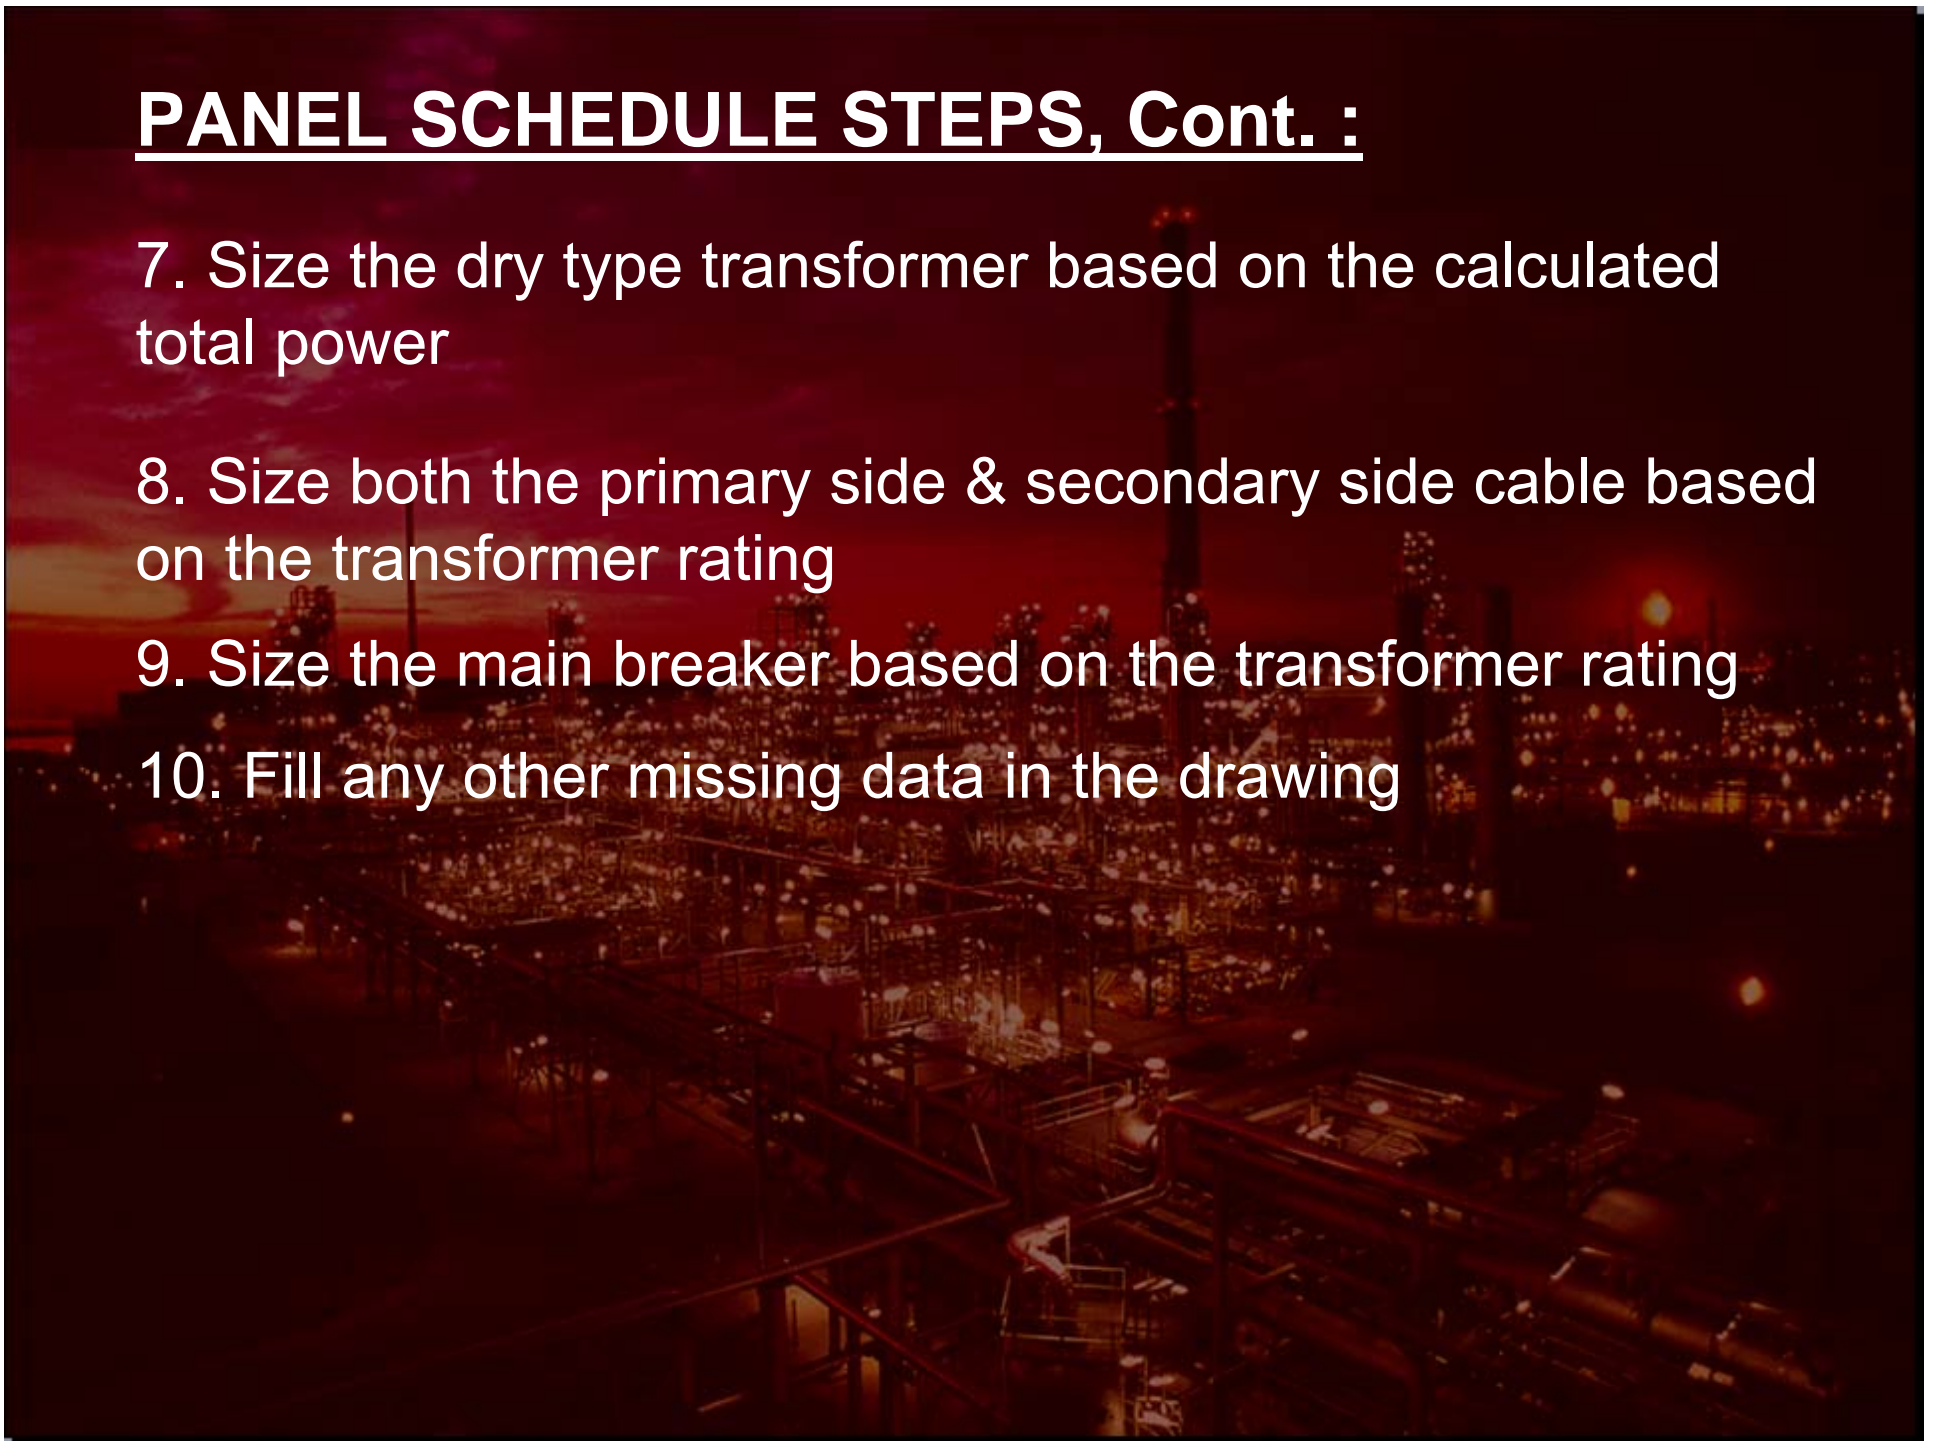 PANEL SCHEDULE STEPS, Cont. :
7. Size the dry type transformer based on the calculated
total power
8. Size both the primary side & secondary side cable based
on the transformer rating
9. Size the main breaker based on the transformer rating
10. Fill any other missing data in the drawing